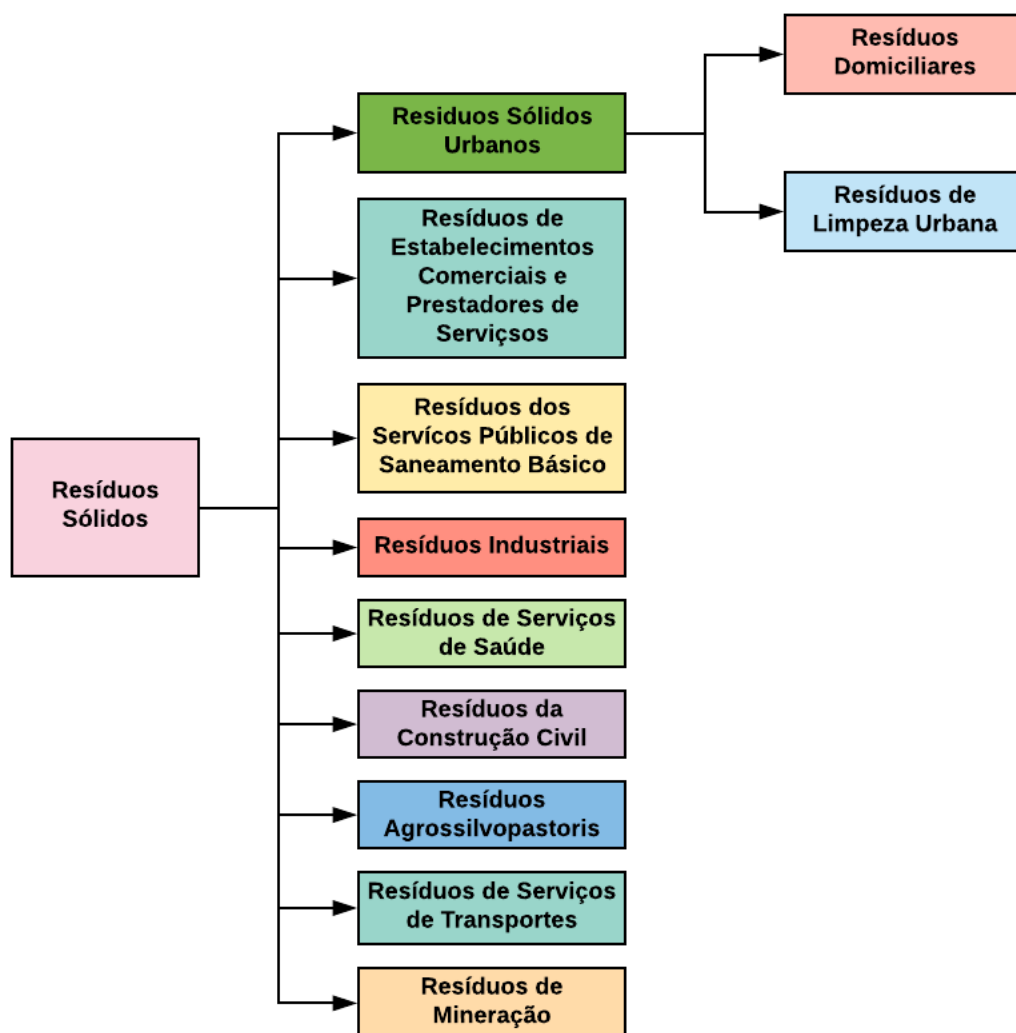 Resíduos
Domiciliares
Residuos Sólidos
Urbanos
Resíduos de
Limpeza Urbana
Resíduos de
Estabelecimentos
Comerciais e
Prestadores de
Serviçsos
Resíduos dos
Servícos Públicos de
Saneamento Básico
Resíduos
Sólidos
Resíduos Industriais
Resíduos de Serviços
de Saúde
Resíduos da
Construção Civil
Resíduos
Agrossilvopastoris
Resíduos de Serviços
de Transportes
Resíduos de
Mineração